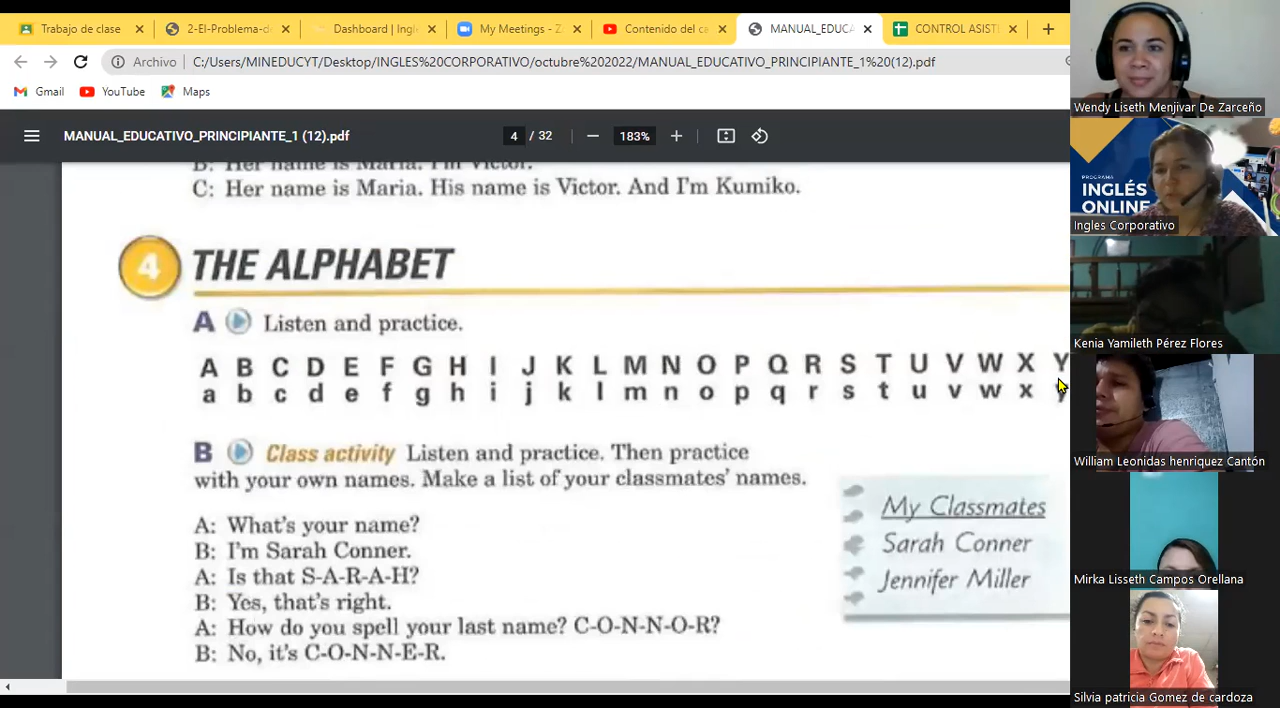 Trabajo de clase
2-El-Problema-d
Dashboard | Ingl
My Meetings - Z
Contenido del ca
MANUAL_EDUCA
CONTROL ASIST
Archivo
C:/Users/MINEDUCYT/Desktop/INGLES%20CORPORATIVO/octubre%202022/MANUAL_EDUCATIVO_PRINCIPIANTE_1%20(12).pdf
Gmail
YouTube
Maps
MANUAL_EDUCATIVO_PRINCIPIANTE_1 (12).pdf
4 / 32
183%
B: Her name is Maria. I'm Victor.
C: Her name is Maria. His name is Victor. And I'm Kumiko.
4 THE ALPHABET
A Listen and practice.
A B C D E F G H I J K L M N O P Q R S T U V W X Y
a b c d e f g h i j k l m n o p q r s t u v w x y
B Class activity Listen and practice. Then practice
with your own names. Make a list of your classmates' names.
A: What's your name?
B: I'm Sarah Conner.
A: Is that S-A-R-A-H?
B: Yes, that's right.
A: How do you spell your last name? C-O-N-N-O-R?
B: No, it's C-O-N-N-E-R.
My Classmates
Sarah Conner
Jennifer Miller
Wendy Liseth Menjivar De Zarceño
PROGRAMA
INGLÉS
ONLINE
Ingles Corporativo
Kenia Yamileth Pérez Flores
William Leonidas henriquez Cantón
Mirka Lisseth Campos Orellana
Silvia patricia Gomez de cardoza